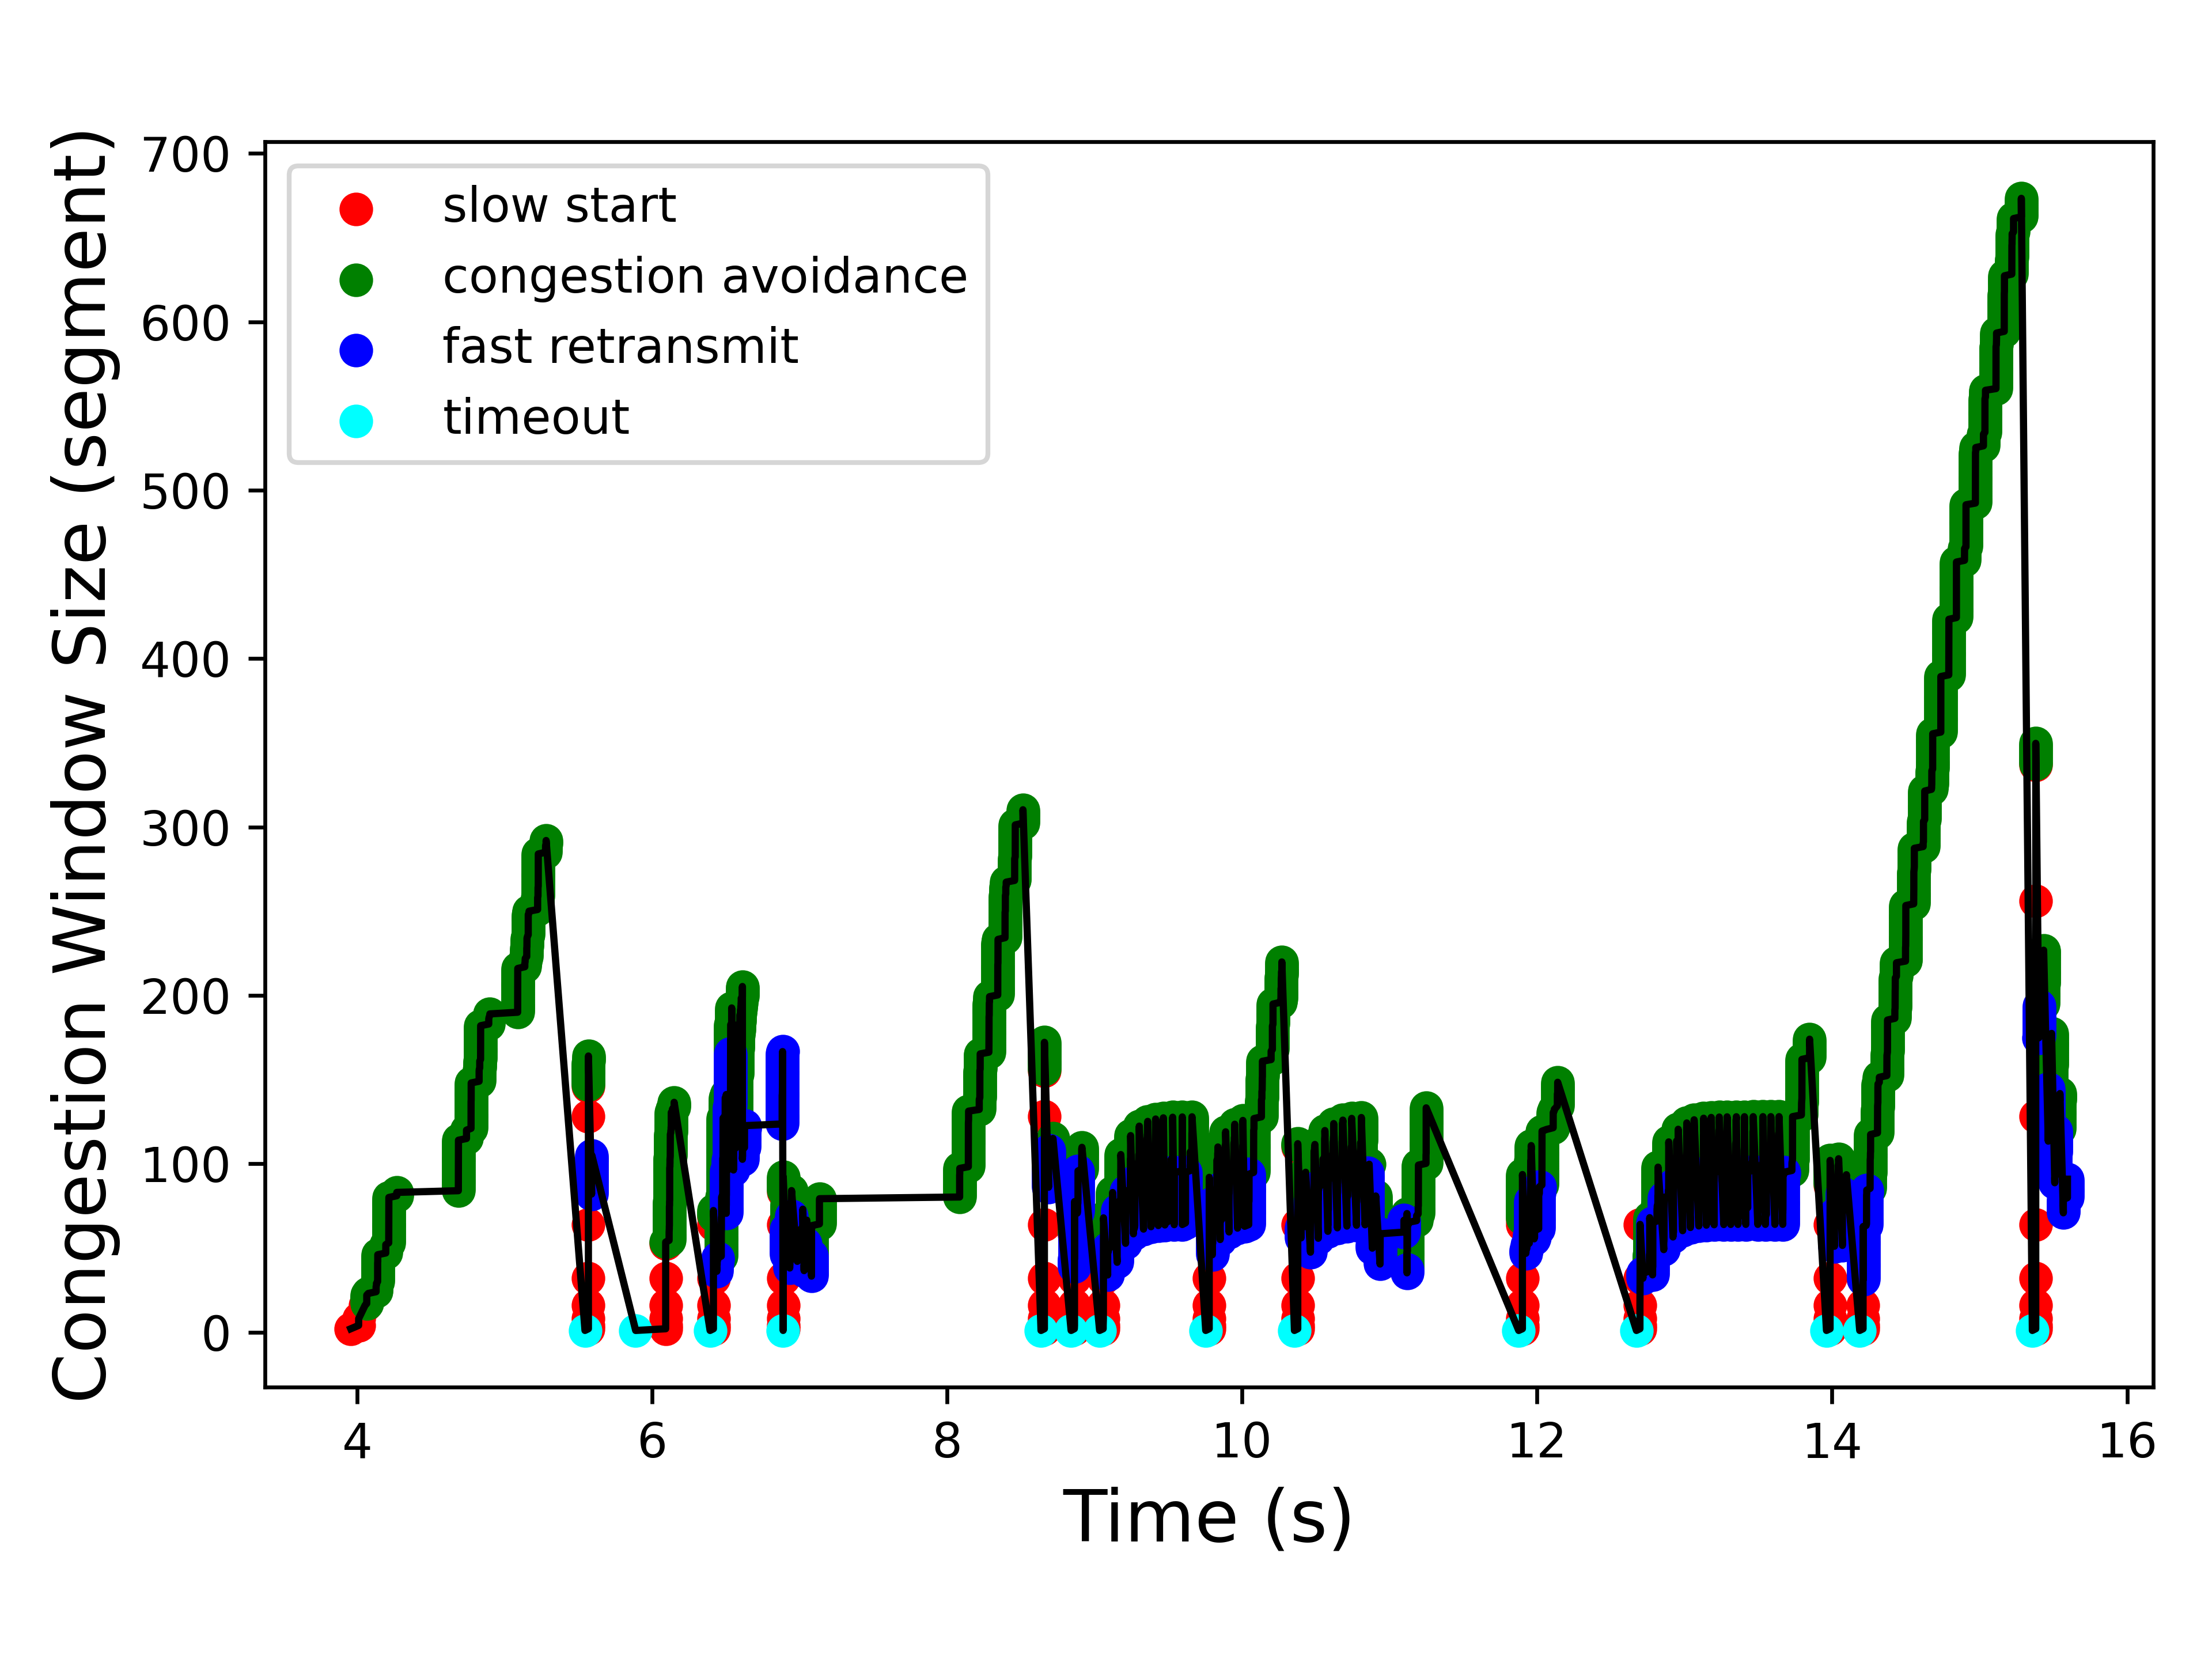 Congestion Window Size (segment)
700
600
500
400
300
200
100
0
slow start
congestion avoidance
fast retransmit
timeout
4 6 8 10 12 14 16
Time (s)